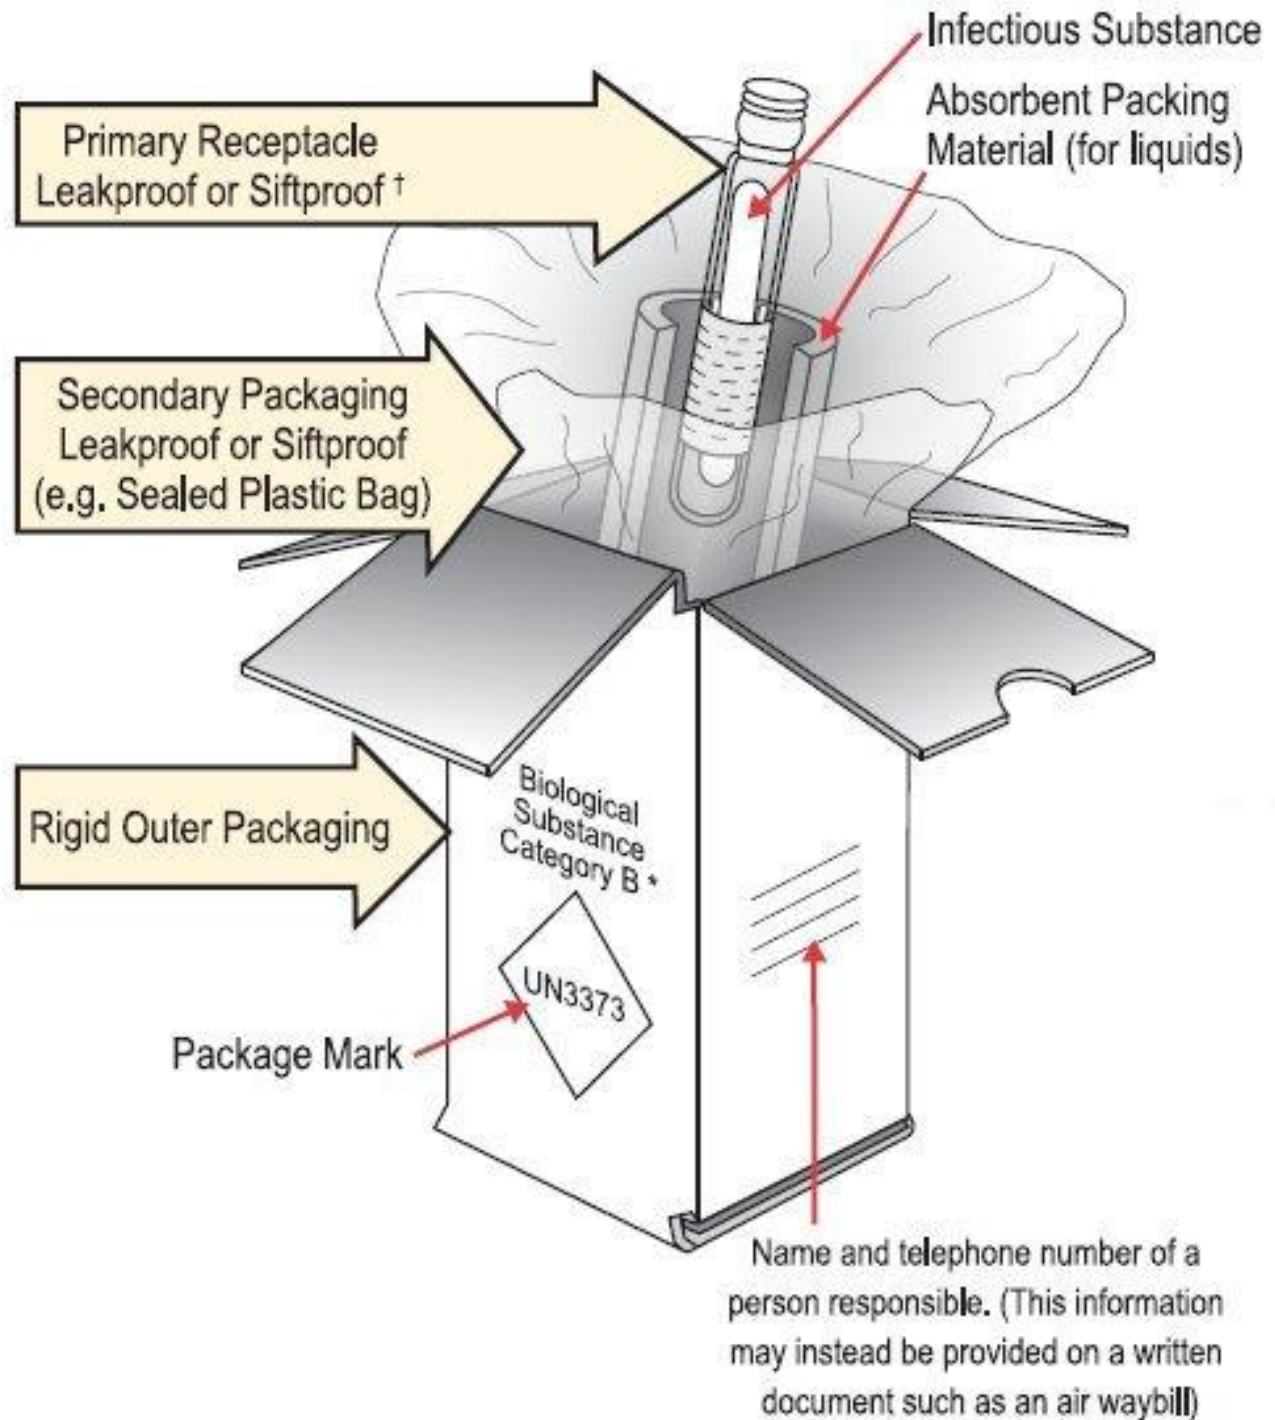 Infectious Substance
Absorbent Packing
Material (for liquids)
Primary Receptacle
Leakproof or Siftproof †
Secondary Packaging
Leakproof or Siftproof
(e.g. Sealed Plastic Bag)
Rigid Outer Packaging
Biological
Substance
Category B *
UN3373
Package Mark
Name and telephone number of a
person responsible. (This information
may instead be provided on a written
document such as an air waybill)